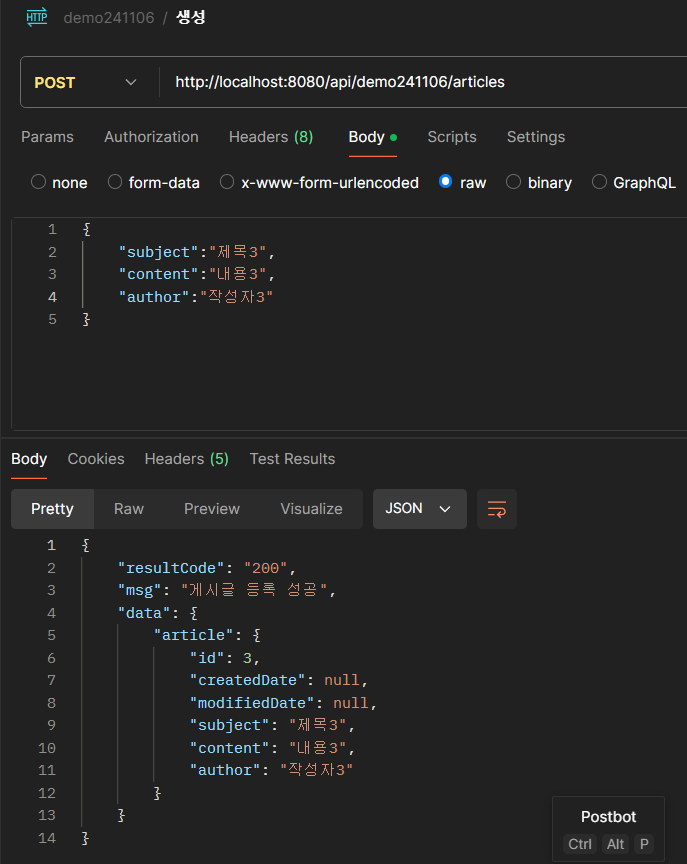 HTTP demo241106 / 생성
POST http://localhost:8080/api/demo241106/articles
Params Authorization Headers (8) Body Scripts Settings
none form-data x-www-form-urlencoded raw binary GraphQL
1 {
2 "subject":"제목3",
3 "content":"내용3",
4 "author":"작성자3"
5 }
Body Cookies Headers (5) Test Results
Pretty Raw Preview Visualize JSON
1 {
2 "resultCode": "200",
3 "msg": "게시글 등록 성공",
4 "data": {
5 "article": {
6 "id": 3,
7 "createdDate": null,
8 "modifiedDate": null,
9 "subject": "제목3",
10 "content": "내용3",
11 "author": "작성자3"
12 }
13 }
14 }
Postbot
Ctrl Alt P